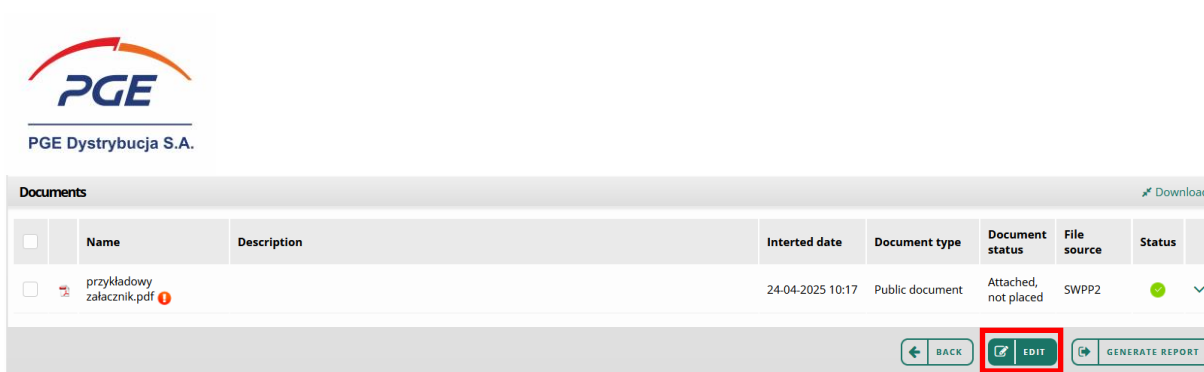 PGE
PGE Dystrybucja S.A.
Documents
Download
Name Description Interted date Document type Document status File source Status
przykładowy załacznik.pdf 24-04-2025 10:17 Public document Attached, not placed SWPP2
BACK EDIT GENERATE REPORT